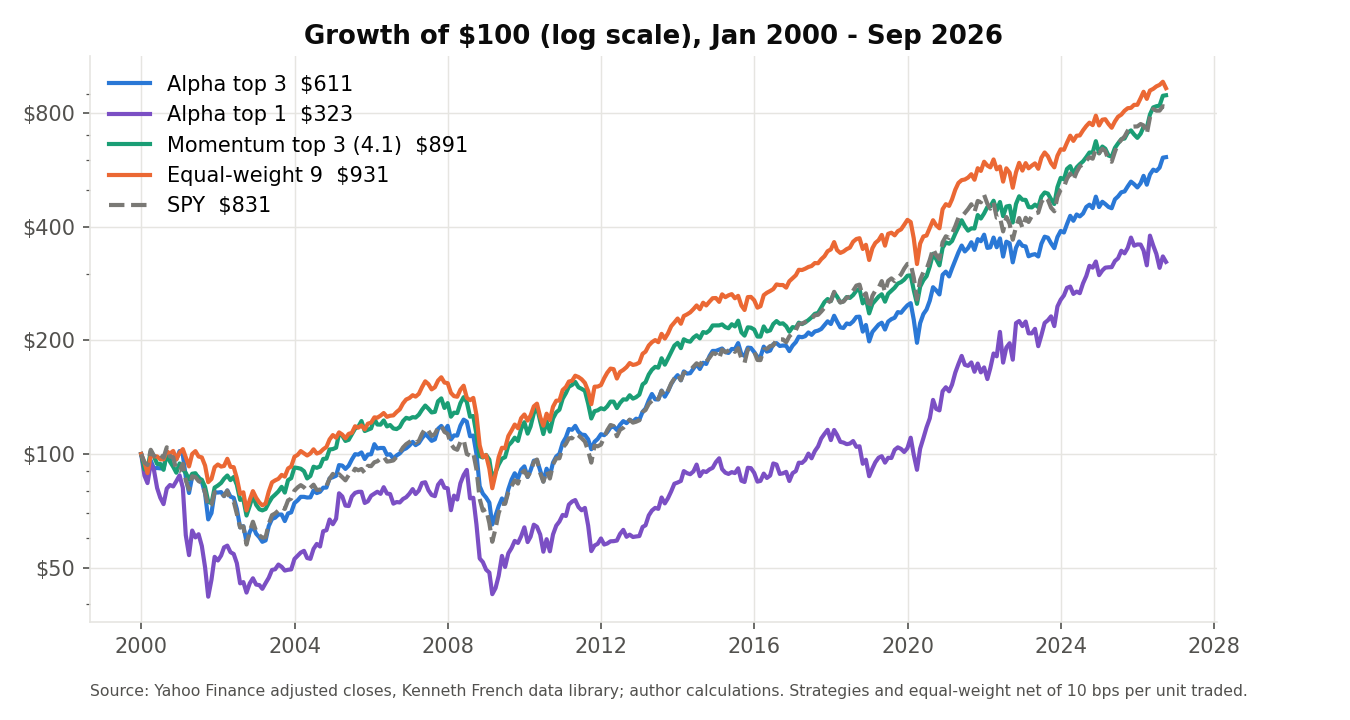 Growth of $100 (log scale), Jan 2000 - Sep 2026
Alpha top 3  $611
Alpha top 1  $323
Momentum top 3 (4.1)  $891
Equal-weight 9  $931
SPY  $831
$800
$400
$200
$100
$50
2000 2004 2008 2012 2016 2020 2024 2028
Source: Yahoo Finance adjusted closes, Kenneth French data library; author calculations. Strategies and equal-weight net of 10 bps per unit traded.